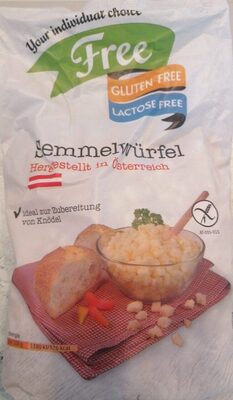 Your individual choice
Free
GLUTEN FREE
LACTOSE FREE
Semmelwürfel
Hergestellt in Österreich
ideal zur Zubereitung
von Knödel